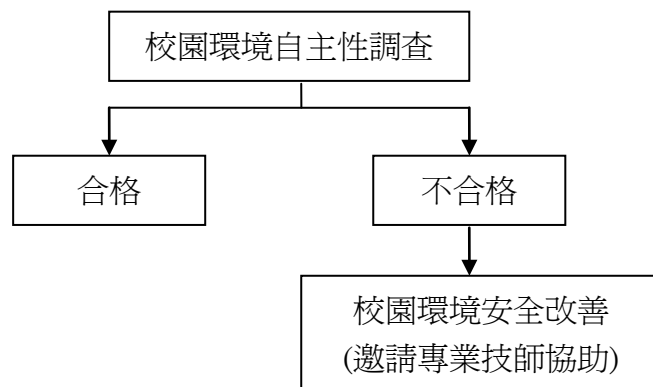 校園環境自主性調查
合格
不合格
校園環境安全改善
(邀請專業技師協助)